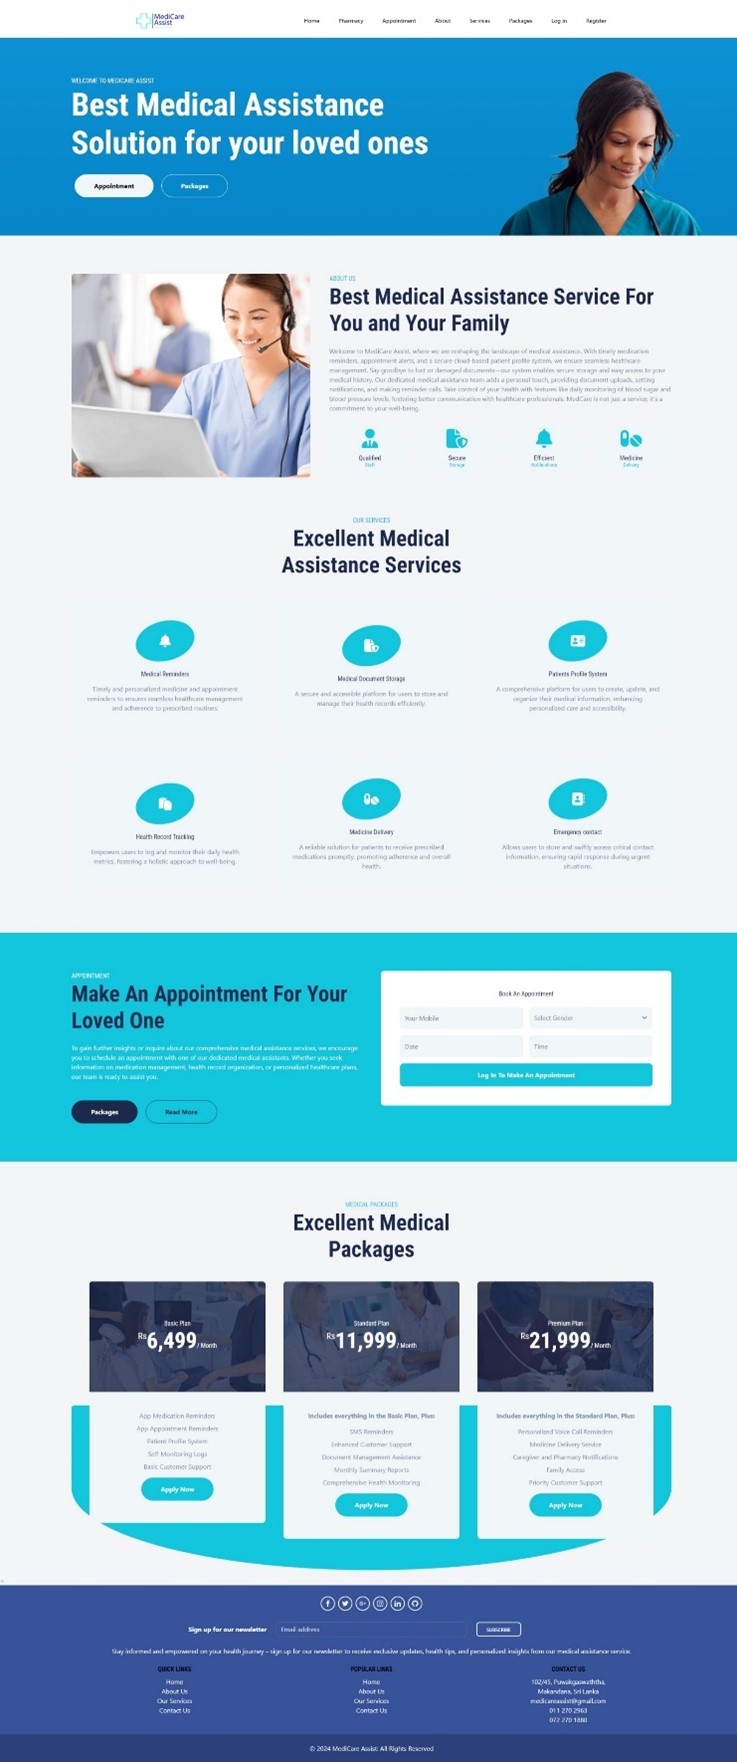 MediCare
Assist
Home Pharmacy Appointment About Services Packages Log in Register
WELCOME TO MEDICARE ASSIST
Best Medical Assistance
Solution for your loved ones
Appointment Packages
ABOUT US
Best Medical Assistance Service For
You and Your Family
Welcome to MediCare Assist, where we are reshaping the landscape of medical assistance. With timely medication
reminders, appointment alerts, and a secure cloud-based patient profile system, we ensure seamless healthcare
management. Say goodbye to lost or damaged documents—our system enables secure storage and easy access to your
medical history. Our dedicated medical assistance team adds a personal touch, providing document uploads, setting
notifications, and making reminder calls. Take control of your health with features like daily monitoring of blood sugar and
blood pressure levels, fostering better communication with healthcare professionals. MediCare is not just a service; it's a
commitment to your well-being.
Qualified Secure Efficient Medicine
Staff Storage Notifications Delivery
OUR SERVICES
Excellent Medical
Assistance Services
Medical Reminders
Timely and personalized medicine and appointment
reminders to ensures seamless healthcare management
and adherence to prescribed routines.
Medical Document Storage
A secure and accessible platform for users to store and
manage their health records efficiently.
Patients Profile System
A comprehensive platform for users to create, update, and
organize their medical information, enhancing
personalized care and accessibility.
Health Record Tracking
Empowers users to log and monitor their daily health
metrics, fostering a holistic approach to well-being.
Medicine Delivery
A reliable solution for patients to receive prescribed
medications promptly, promoting adherence and overall
health.
Emergency contact
Allows users to store and swiftly access critical contact
information, ensuring rapid response during urgent
situations.
APPOINTMENT
Make An Appointment For Your
Loved One
To gain further insights or inquire about our comprehensive medical assistance services, we encourage
you to schedule an appointment with one of our dedicated medical assistants. Whether you seek
information on medication management, health record organization, or personalized healthcare plans,
our team is ready to assist you.
Packages Read More
Book An Appointment
Your Mobile Select Gender
Date Time
Log In To Make An Appointment
MEDICAL PACKAGES
Excellent Medical
Packages
Basic Plan
Rs6,499/ Month
App Medication Reminders
App Appointment Reminders
Patient Profile System
Self Monitoring Logs
Basic Customer Support
Apply Now
Standard Plan
Rs11,999/ Month
Includes everything in the Basic Plan, Plus:
SMS Reminders
Enhanced Customer Support
Document Management Assistance
Monthly Summary Reports
Comprehensive Health Monitoring
Apply Now
Premium Plan
Rs21,999/ Month
Includes everything in the Standard Plan, Plus:
Personalized Voice Call Reminders
Medicine Delivery Service
Caregiver and Pharmacy Notifications
Family Access
Priority Customer Support
Apply Now
Sign up for our newsletter Email address SUBSCRIBE
Stay informed and empowered on your health journey – sign up for our newsletter to receive exclusive updates, health tips, and personalized insights from our medical assistance service.
QUICK LINKS
Home
About Us
Our Services
Contact Us
POPULAR LINKS
Home
About Us
Our Services
Contact Us
CONTACT US
102/45, Puwakgaswaththa,
Makandana, Sri Lanka
medicareassist@gmail.com
011 270 2963
072 270 1880
© 2024 MediCare Assist. All Rights Reserved